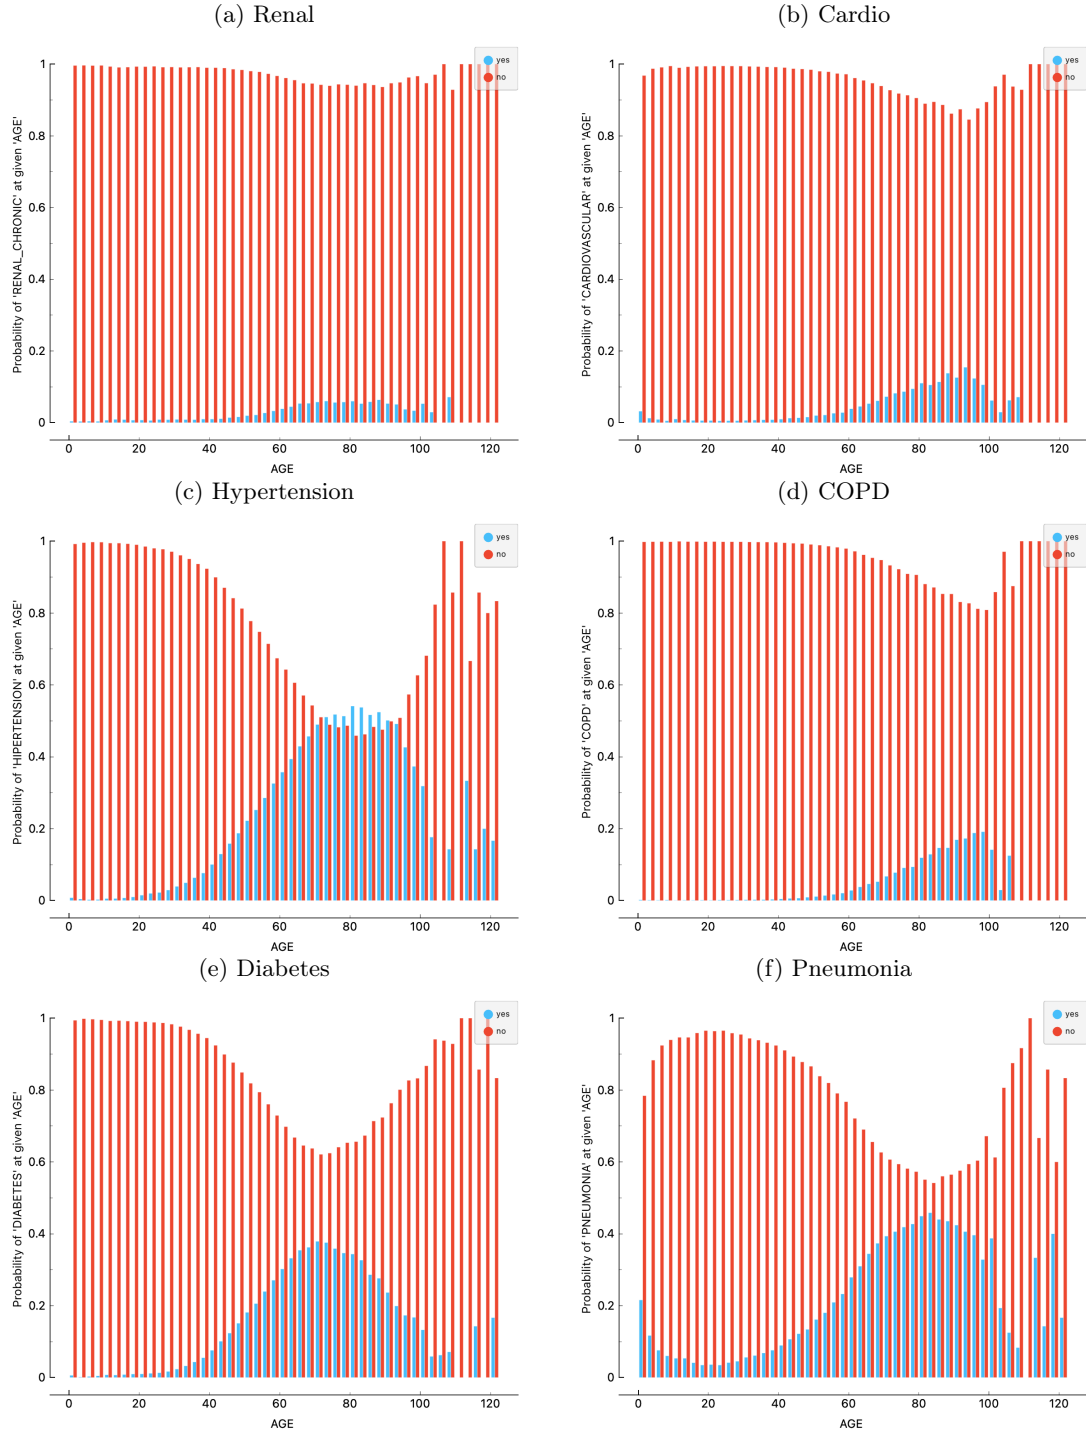 (a) Renal
yes
no
1
0.8
0.6
0.4
0.2
0
Probability of 'RENAL_CHRONIC' at given 'AGE'
0 20 40 60 80 100 120
AGE
(b) Cardio
yes
no
1
0.8
0.6
0.4
0.2
0
Probability of 'CARDIOVASCULAR' at given 'AGE'
0 20 40 60 80 100 120
AGE
(c) Hypertension
yes
no
1
0.8
0.6
0.4
0.2
0
Probability of 'HIPERTENSION' at given 'AGE'
0 20 40 60 80 100 120
AGE
(d) COPD
yes
no
1
0.8
0.6
0.4
0.2
0
Probability of 'COPD' at given 'AGE'
0 20 40 60 80 100 120
AGE
(e) Diabetes
yes
no
1
0.8
0.6
0.4
0.2
0
Probability of 'DIABETES' at given 'AGE'
0 20 40 60 80 100 120
AGE
(f) Pneumonia
yes
no
1
0.8
0.6
0.4
0.2
0
Probability of 'PNEUMONIA' at given 'AGE'
0 20 40 60 80 100 120
AGE